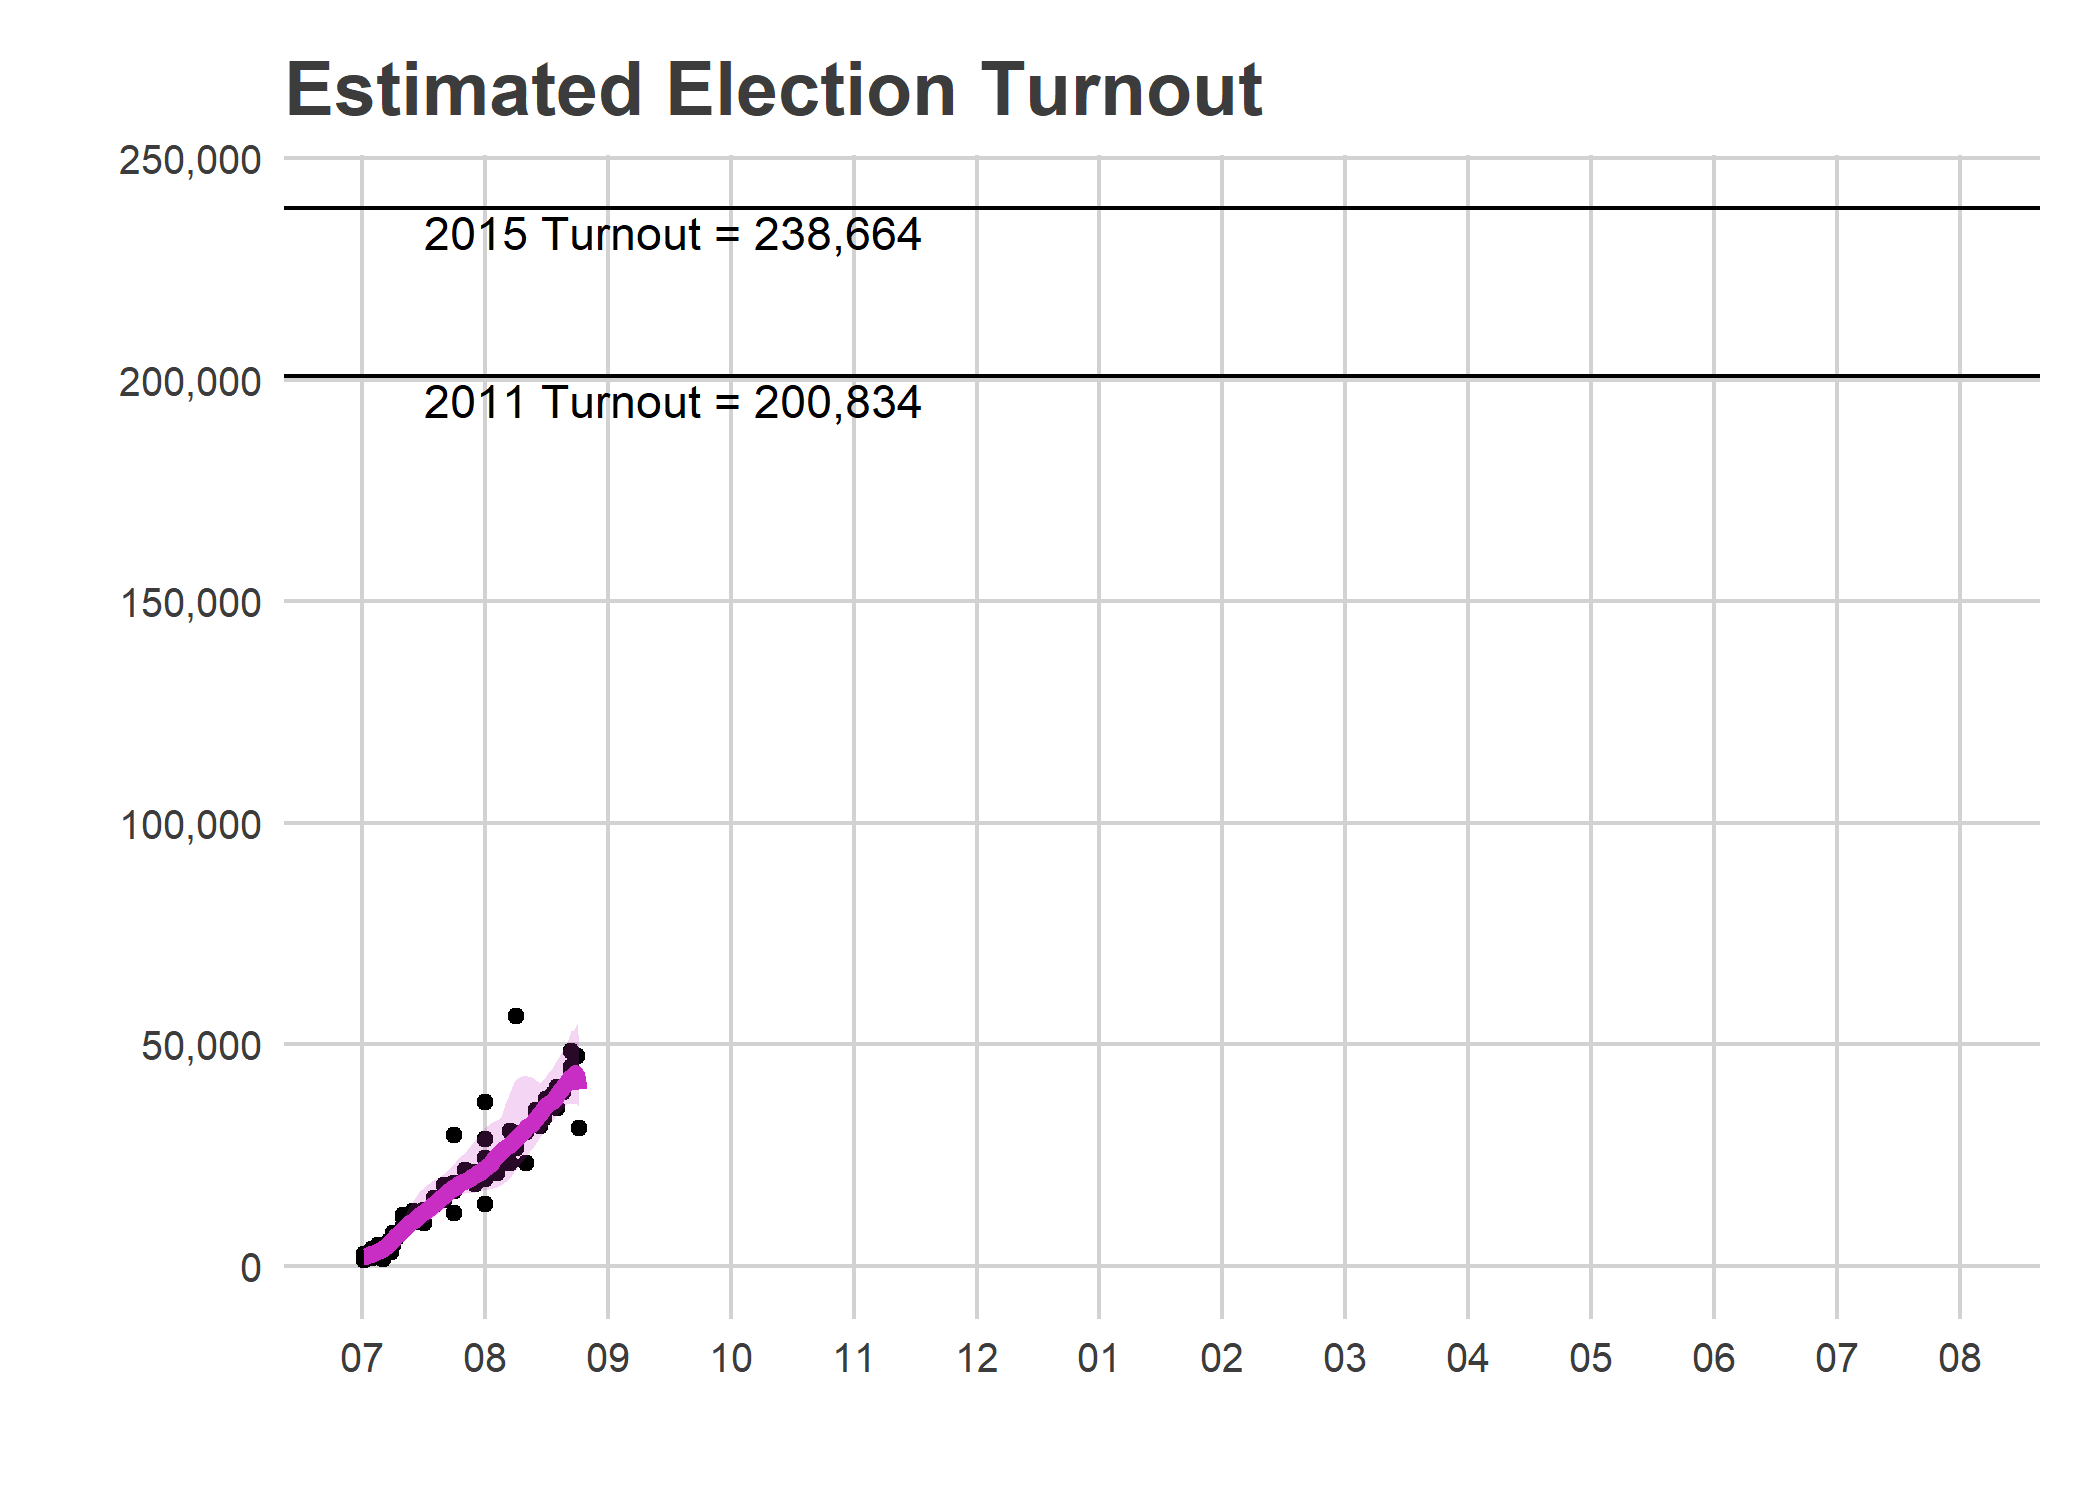 Estimated Election Turnout
250,000
2015 Turnout = 238,664
200,000
2011 Turnout = 200,834
150,000
100,000
50,000
0
07 08 09 10 11 12 01 02 03 04 05 06 07 08